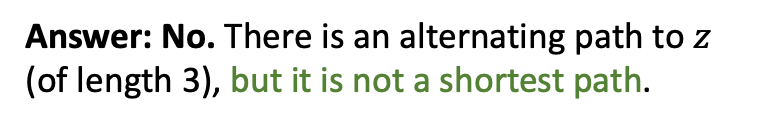 Answer: No. There is an alternating path to z
(of length 3), but it is not a shortest path.